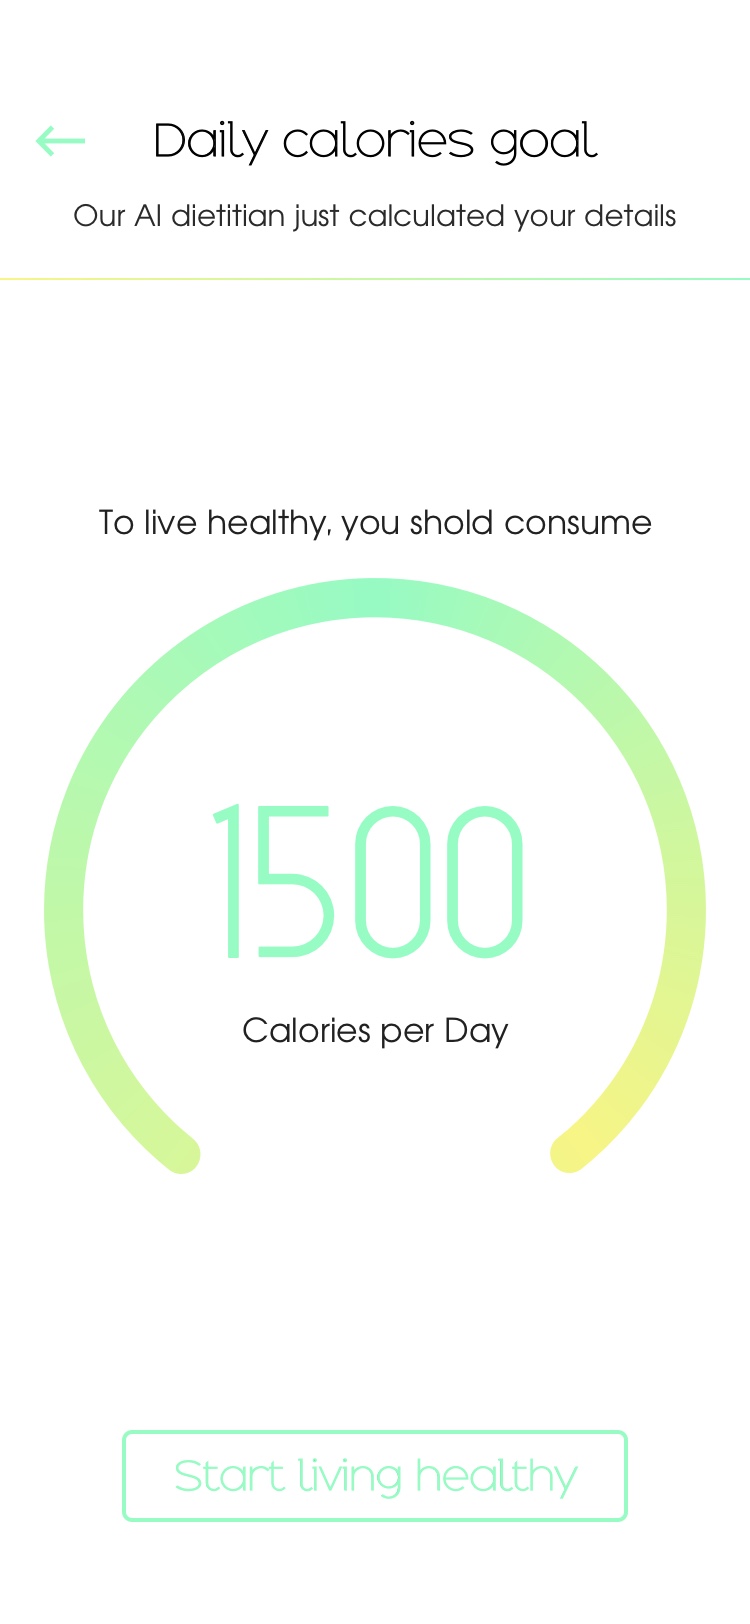 Daily calories goal
Our AI dietitian just calculated your details
To live healthy, you shold consume
1500
Calories per Day
Start living healthy